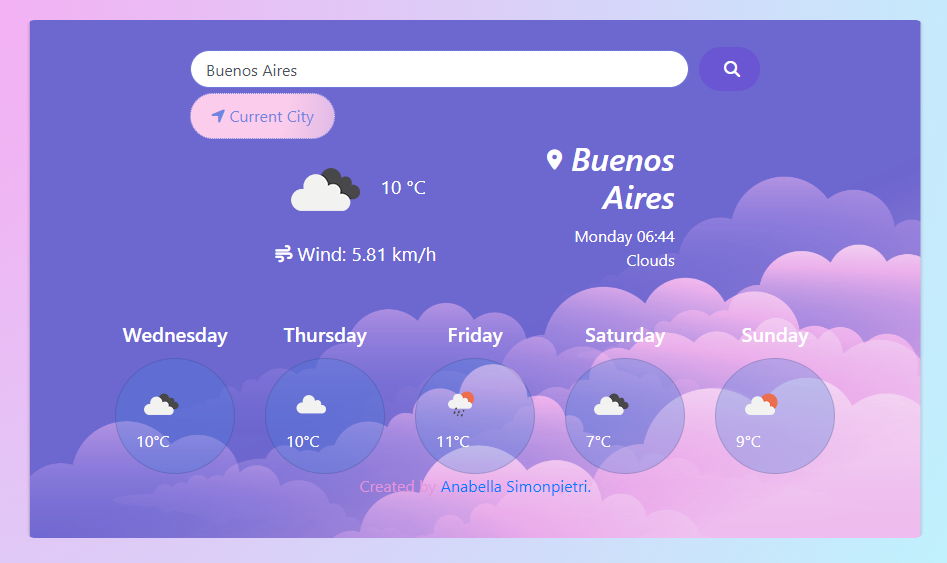 Buenos Aires
Current City
10 °C
Wind: 5.81 km/h
Buenos
Aires
Monday 06:44
Clouds
Wednesday Thursday Friday Saturday Sunday
10°C 10°C 11°C 7°C 9°C
Created by Anabella Simonpietri.